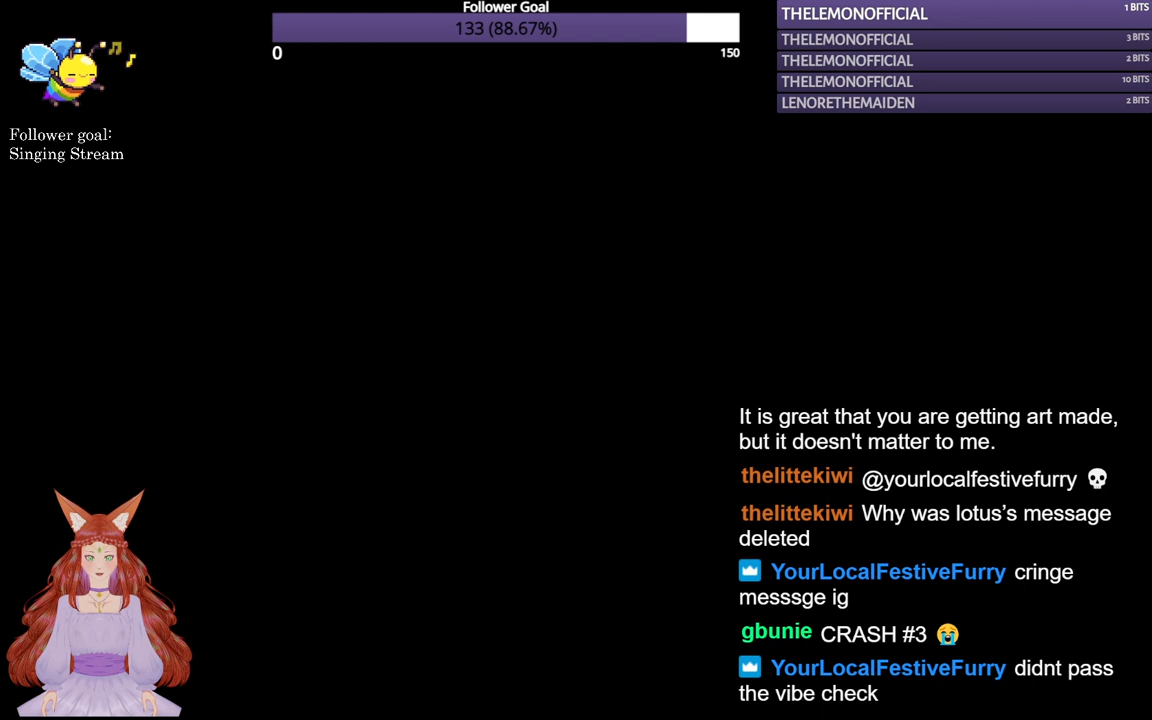 Follower Goal
133 (88.67%)
0
150
THELEMONOFFICIAL 1 BITS
THELEMONOFFICIAL 3 BITS
THELEMONOFFICIAL 2 BITS
THELEMONOFFICIAL 10 BITS
LENORETHEMAIDEN 2 BITS
Follower goal:
Singing Stream
It is great that you are getting art made,
but it doesn't matter to me.
thelittekiwi @yourlocalfestivefurry 💀
thelittekiwi Why was lotus’s message
deleted
YourLocalFestiveFurry cringe
messsge ig
gbunie CRASH #3 😭
YourLocalFestiveFurry didnt pass
the vibe check